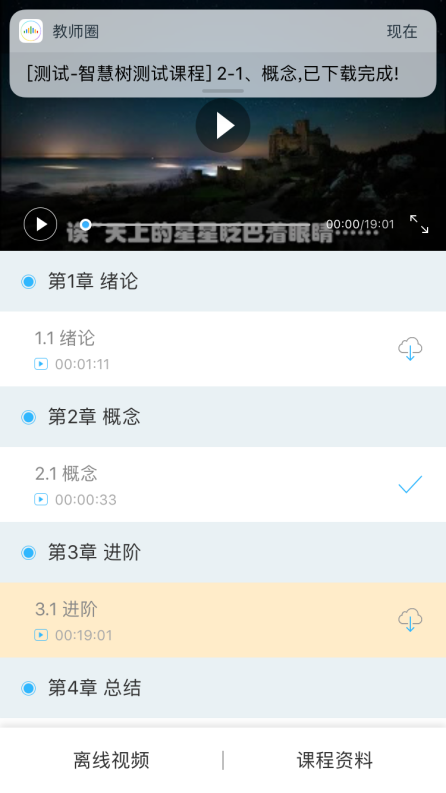 教师圈 现在
[测试-智慧树测试课程] 2-1、概念,已下载完成!
诶~天上的星星眨巴着眼睛······
00:00/19:01
第1章 绪论
1.1 绪论
00:01:11
第2章 概念
2.1 概念
00:00:33
第3章 进阶
3.1 进阶
00:19:01
第4章 总结
离线视频 | 课程资料